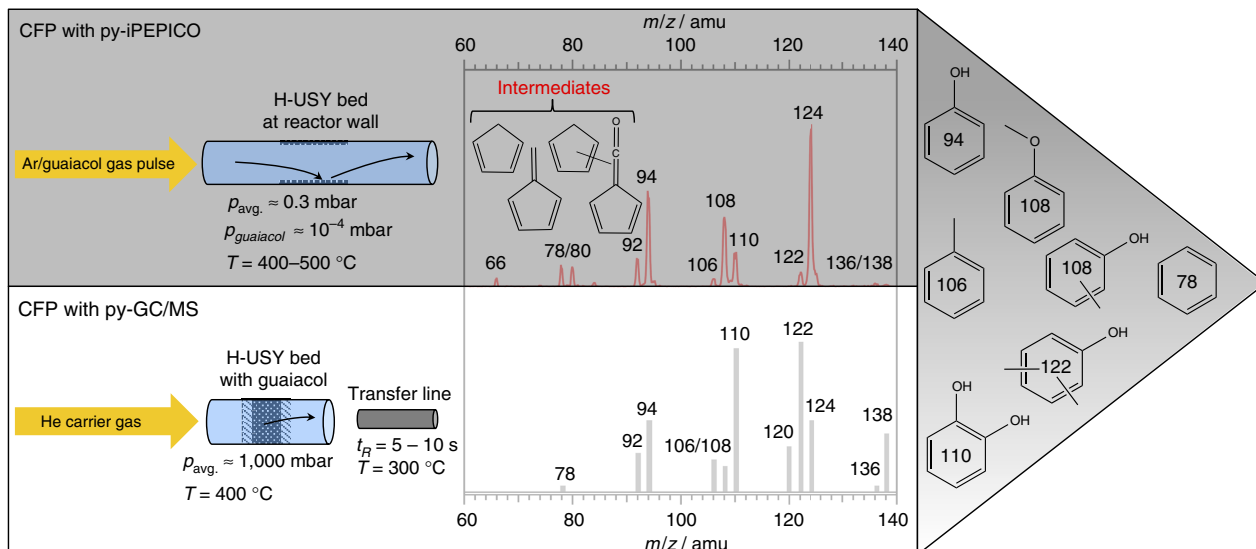 CFP with py-iPEPICO
H-USY bed
at reactor wall
Ar/guaiacol gas pulse
p_avg. ≈ 0.3 mbar
p_guaiacol ≈ 10⁻⁴ mbar
T = 400–500 °C
m/z / amu
60 80 100 120 140
Intermediates
O
C
66
78/80
92
94
106
108
110
122
124
136/138
CFP with py-GC/MS
H-USY bed
with guaiacol
He carrier gas
p_avg. ≈ 1,000 mbar
T = 400 °C
Transfer line
t_R = 5 – 10 s
T = 300 °C
78
92
94
106/108
110
120
122
124
136
138
60 80 100 120 140
m/z / amu
OH
94
O
108
106
OH
108
78
OH
122
OH
OH
110